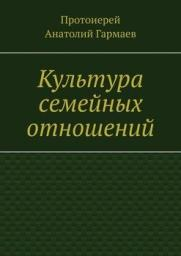 Протоиерей
Анатолий Гармаев
Культура
семейных
отношений